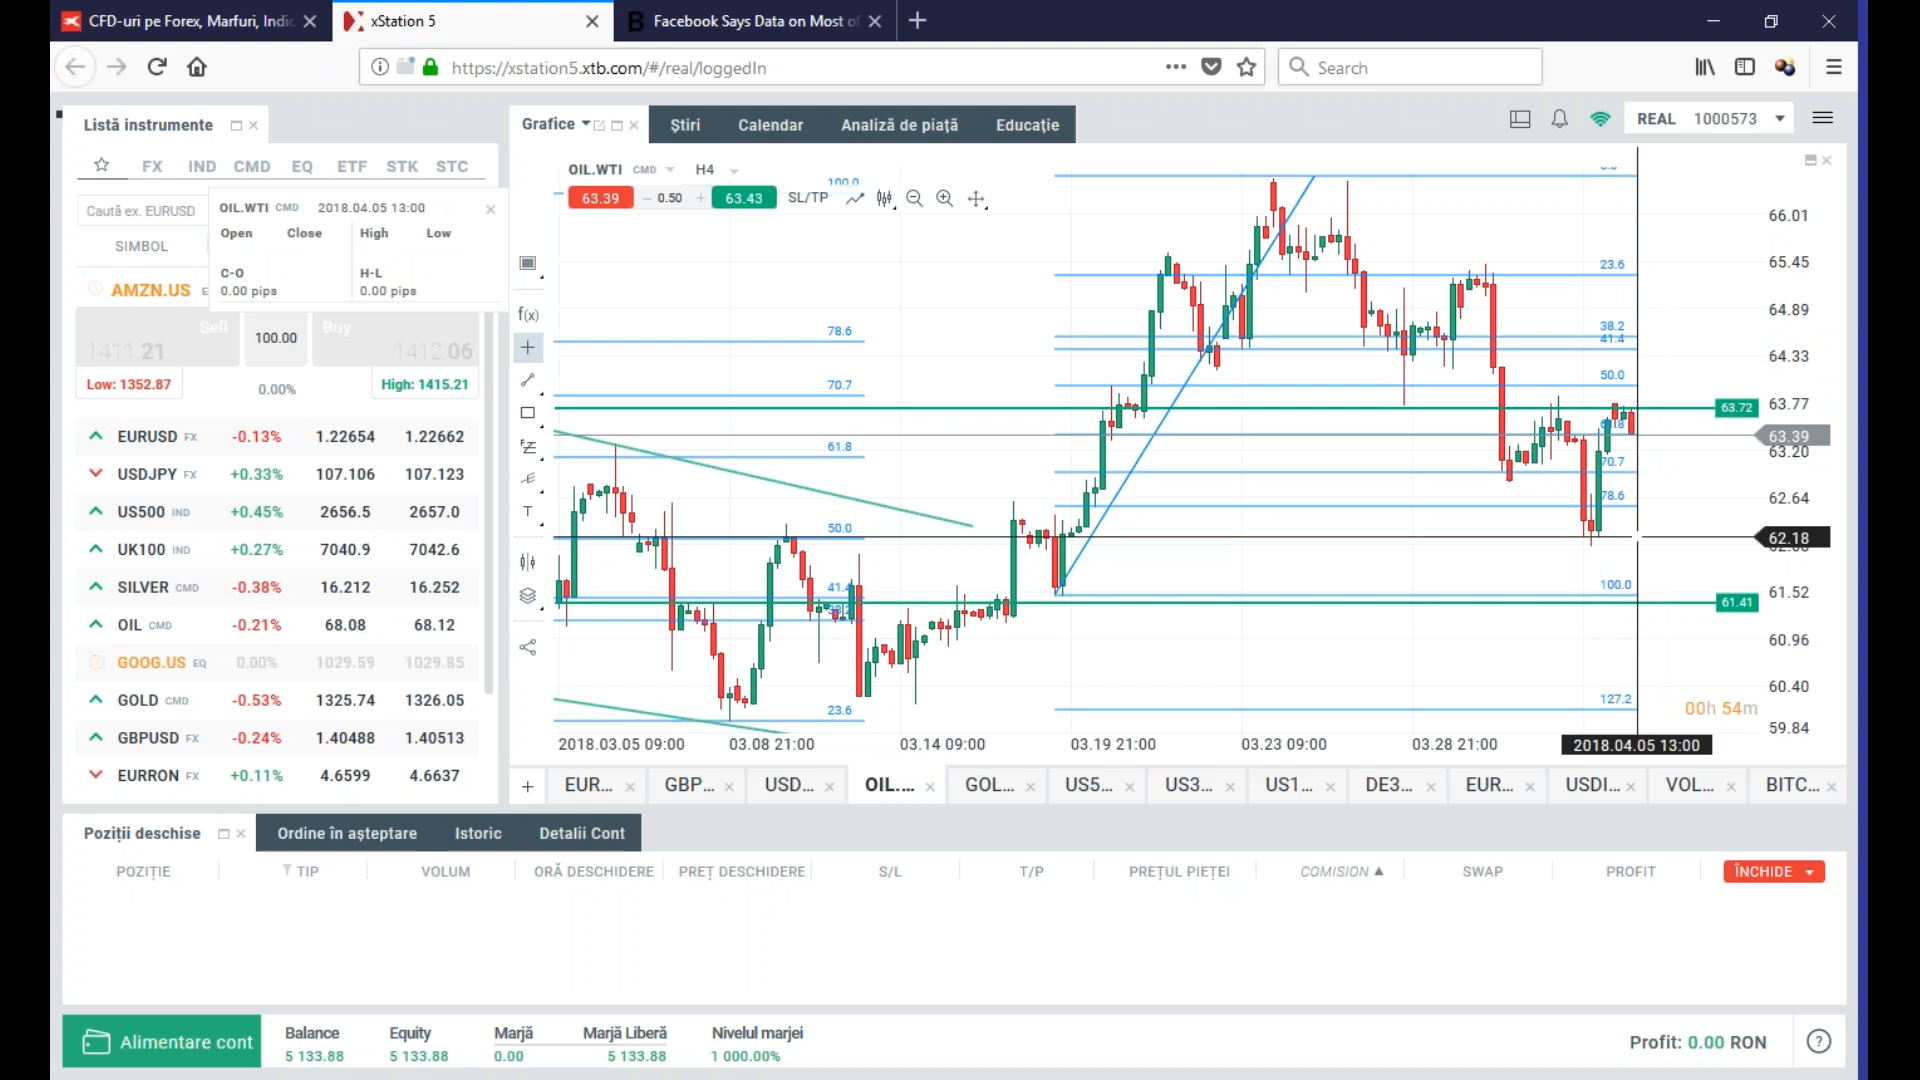 CFD-uri pe Forex, Marfuri, Indic
xStation 5
Facebook Says Data on Most of
https://xstation5.xtb.com/#/real/loggedIn
Search
Listă instrumente
Grafice
Știri
Calendar
Analiză de piață
Educație
REAL 1000573
FX IND CMD EQ ETF STK STC
Caută ex. EURUSD
SIMBOL
OIL.WTI CMD 2018.04.05 13:00
Open Close High Low
C-O H-L
0.00 pips 0.00 pips
AMZN.US E
Sell 100.00 Buy
1411.21 1412.06
Low: 1352.87 0.00% High: 1415.21
EURUSD FX -0.13% 1.22654 1.22662
USDJPY FX +0.33% 107.106 107.123
US500 IND +0.45% 2656.5 2657.0
UK100 IND +0.27% 7040.9 7042.6
SILVER CMD -0.38% 16.212 16.252
OIL CMD -0.21% 68.08 68.12
GOOG.US EQ 0.00% 1029.59 1029.85
GOLD CMD -0.53% 1325.74 1326.05
GBPUSD FX -0.24% 1.40488 1.40513
EURRON FX +0.11% 4.6599 4.6637
OIL.WTI CMD H4
63.39 − 0.50 + 63.43 SL/TP
f(x)
T
100.0
78.6
70.7
61.8
50.0
41.4
38.2
23.6
23.6
38.2
41.4
50.0
61.8
70.7
78.6
100.0
127.2
66.01
65.45
64.89
64.33
63.77
63.72
63.39
63.20
62.64
62.18
61.52
61.41
60.96
60.40
59.84
00h 54m
2018.03.05 09:00 03.08 21:00 03.14 09:00 03.19 21:00 03.23 09:00 03.28 21:00 2018.04.05 13:00
+ EUR... GBP... USD... OIL.... GOL... US5... US3... US1... DE3... EUR... USDI... VOL... BITC...
Poziții deschise
Ordine în așteptare
Istoric
Detalii Cont
POZIȚIE TIP VOLUM ORĂ DESCHIDERE PREȚ DESCHIDERE S/L T/P PREȚUL PIEȚEI COMISION SWAP PROFIT ÎNCHIDE
Alimentare cont
Balance Equity Marjă Marjă Liberă Nivelul marjei
5 133.88 5 133.88 0.00 5 133.88 1 000.00%
Profit: 0.00 RON
?